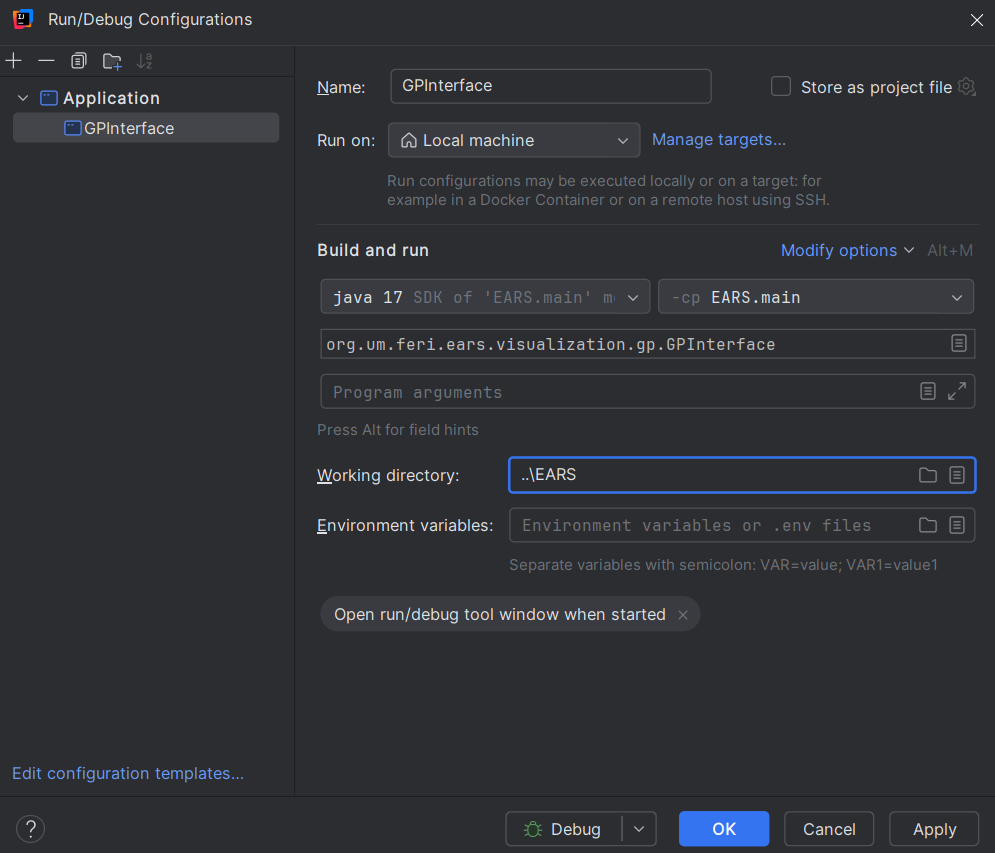 Run/Debug Configurations
Application
GPInterface
Name:
GPInterface
Store as project file
Run on:
Local machine
Manage targets...
Run configurations may be executed locally or on a target: for
example in a Docker Container or on a remote host using SSH.
Build and run
Modify options
Alt+M
java 17 SDK of 'EARS.main' m
-cp EARS.main
org.um.feri.ears.visualization.gp.GPInterface
Program arguments
Press Alt for field hints
Working directory:
..\EARS
Environment variables:
Environment variables or .env files
Separate variables with semicolon: VAR=value; VAR1=value1
Open run/debug tool window when started
Edit configuration templates...
?
Debug
OK
Cancel
Apply